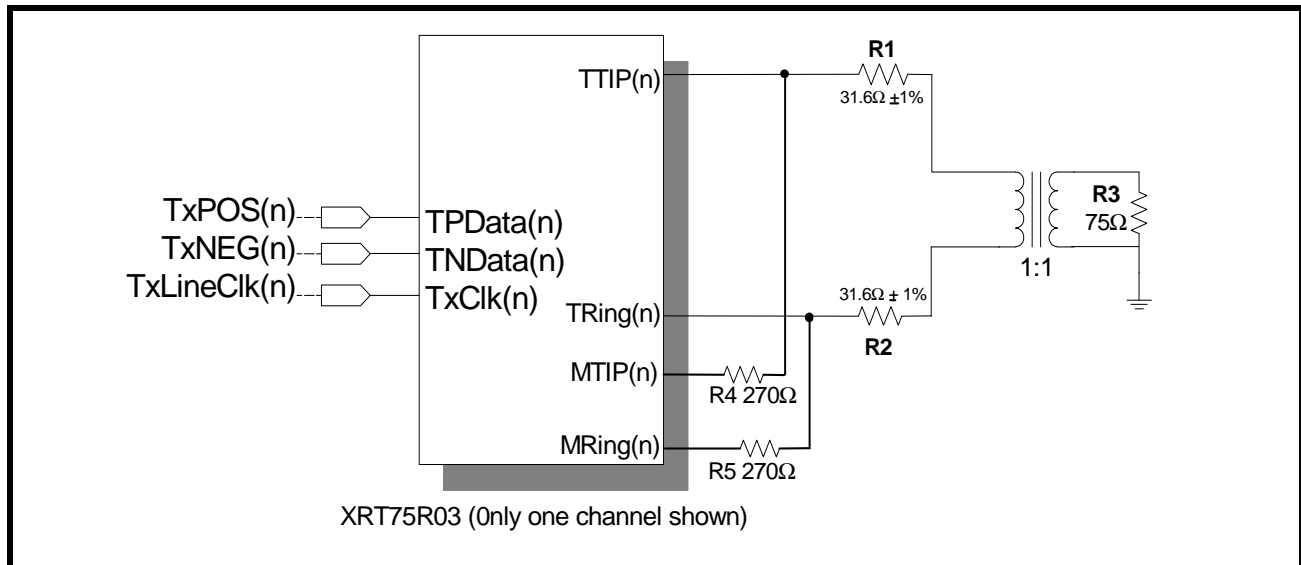 TTIP(n)
R1
31.6Ω ±1%
TxPOS(n)
TPData(n)
TxNEG(n)
TNData(n)
TxLineClk(n)
TxClk(n)
R3
75Ω
1:1
31.6Ω ± 1%
TRing(n)
R2
MTIP(n)
R4 270Ω
MRing(n)
R5 270Ω
XRT75R03 (0nly one channel shown)